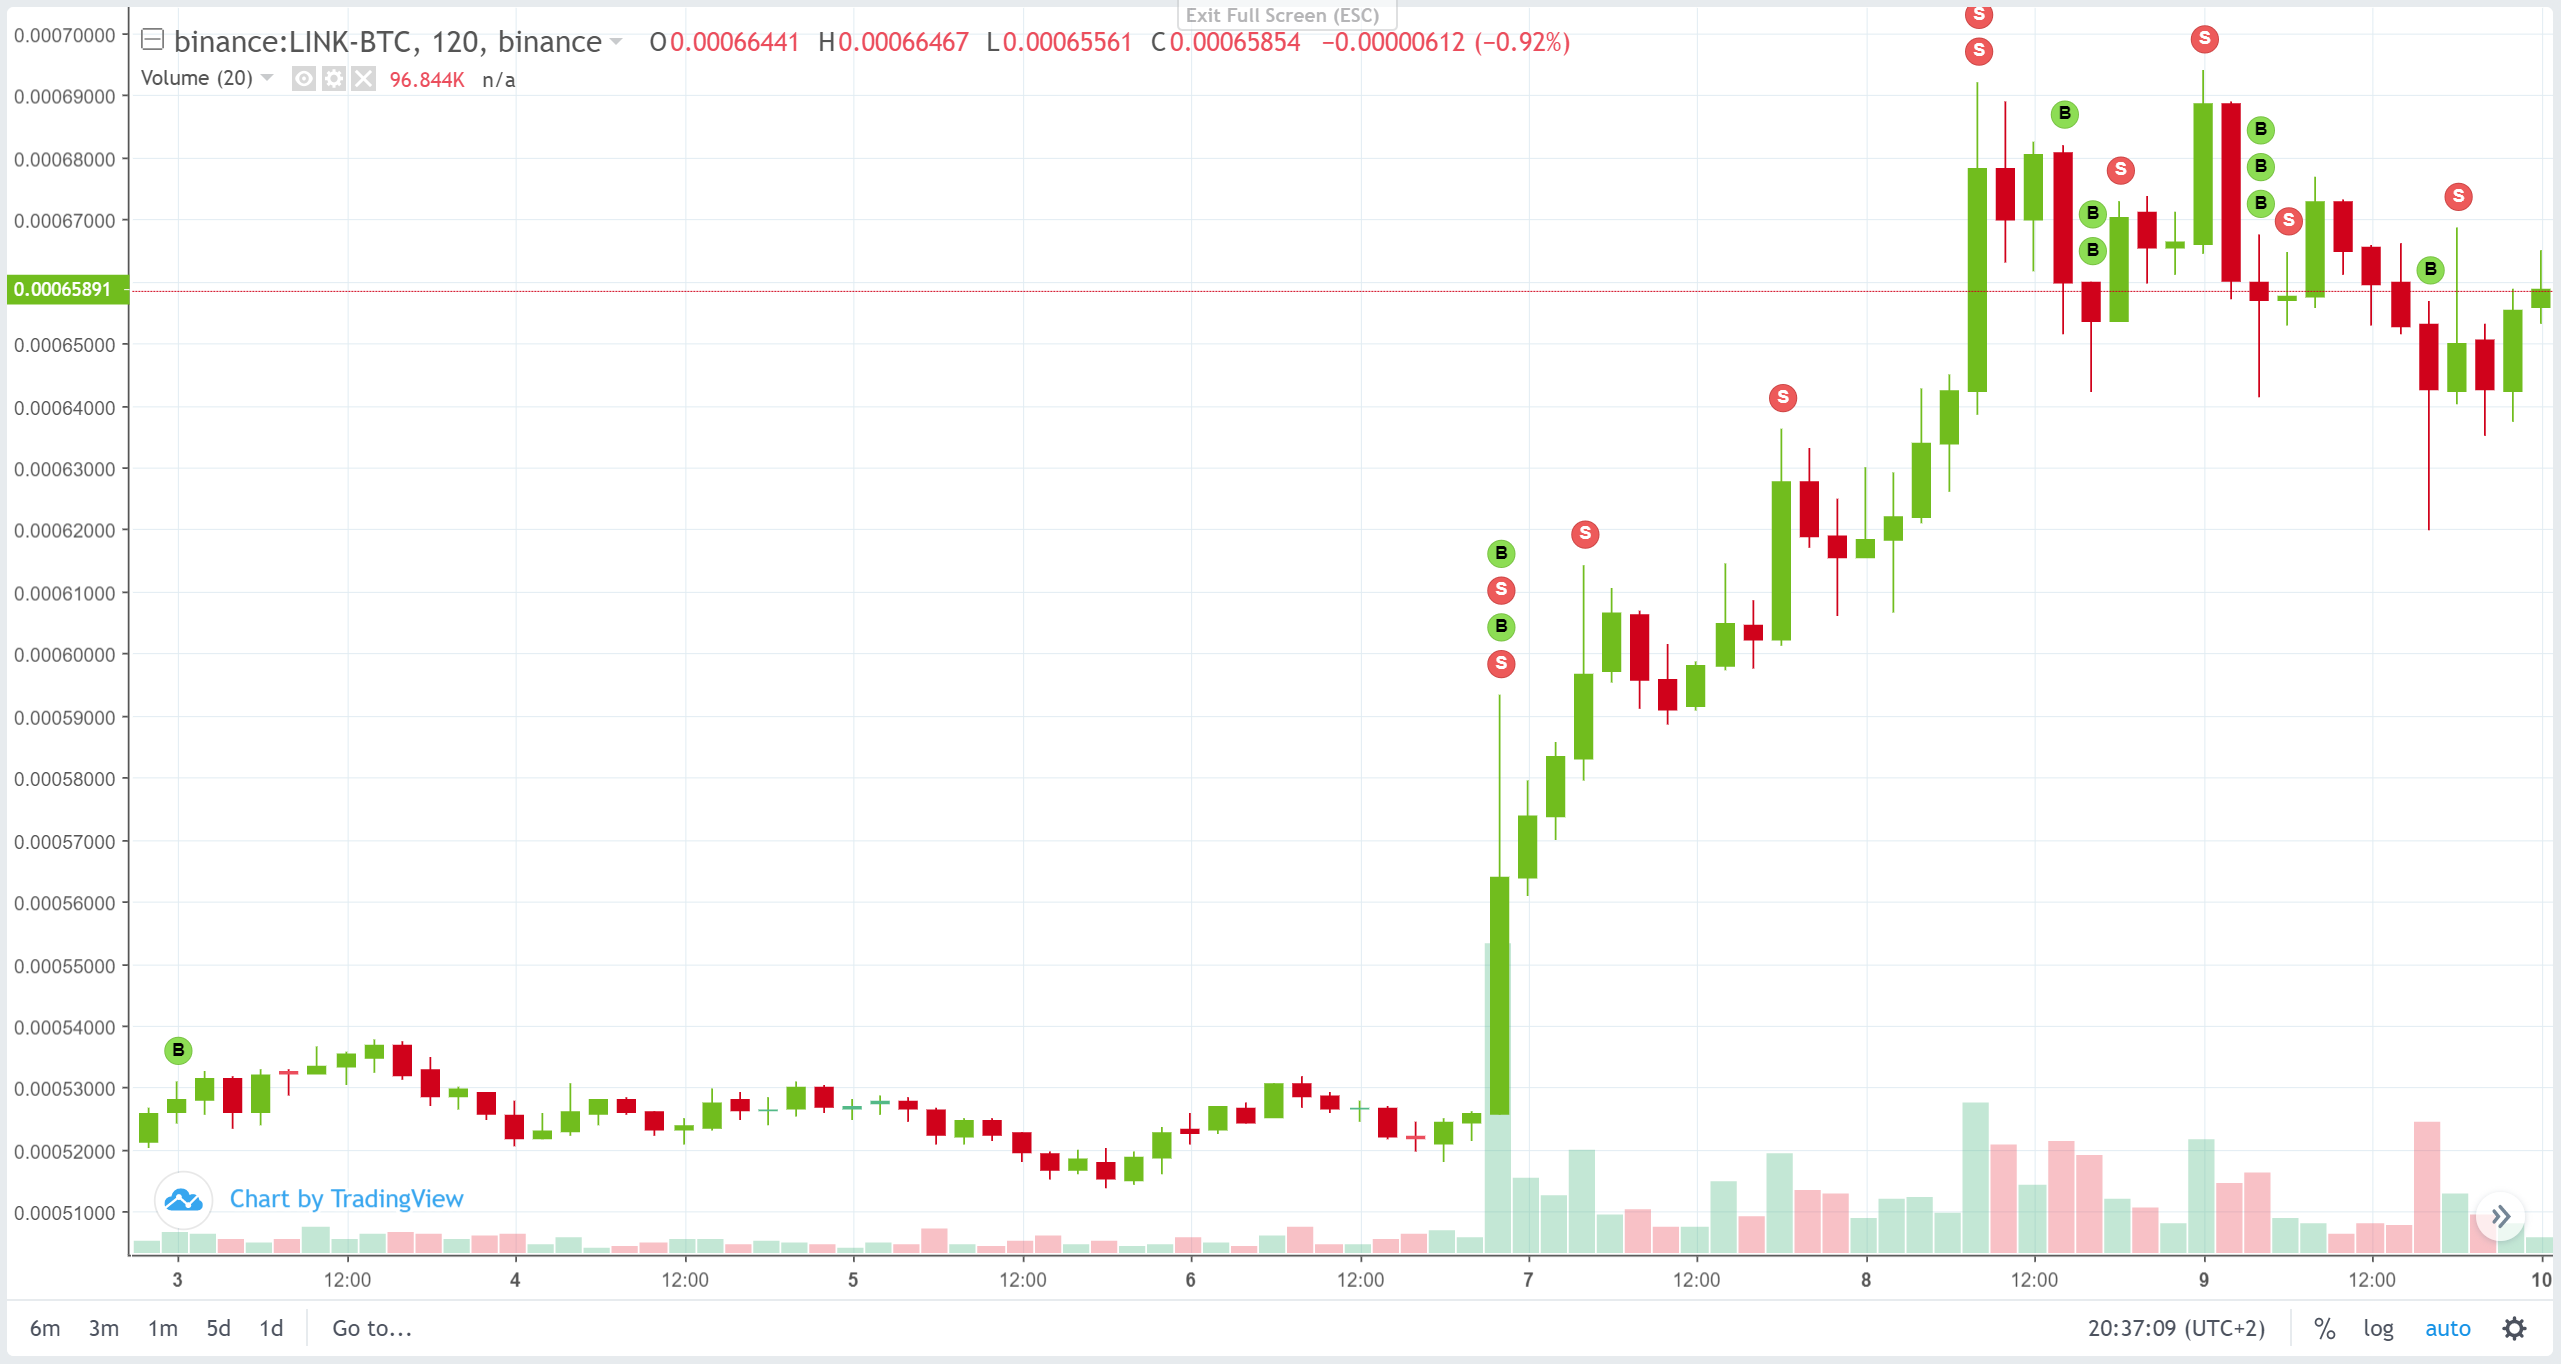 Exit Full Screen (ESC)
binance:LINK-BTC, 120, binance O0.00066441 H0.00066467 L0.00065561 C0.00065854 −0.00000612 (−0.92%)
Volume (20) 96.844K n/a
0.00070000
0.00069000
0.00068000
0.00067000
0.00065891
0.00065000
0.00064000
0.00063000
0.00062000
0.00061000
0.00060000
0.00059000
0.00058000
0.00057000
0.00056000
0.00055000
0.00054000
0.00053000
0.00052000
0.00051000
S
S
S
B
B
B
S
B
B
B
S
S
B
S
S
B
S
B
S
S
B
Chart by TradingView
3 12:00 4 12:00 5 12:00 6 12:00 7 12:00 8 12:00 9 12:00 10
6m 3m 1m 5d 1d Go to... 20:37:09 (UTC+2) % log auto